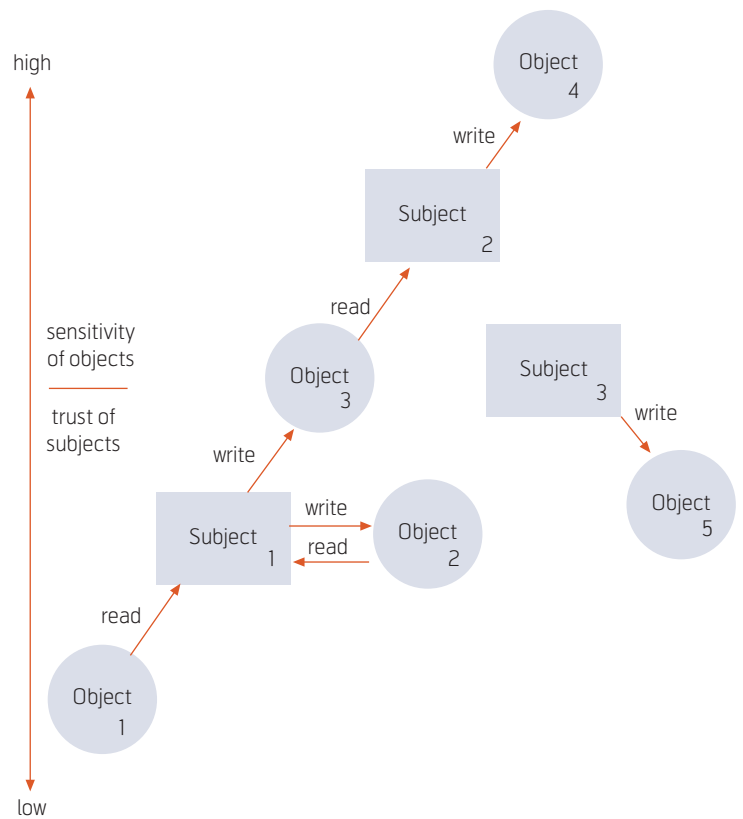 high
Object
4
write
Subject
2
read
sensitivity
of objects
trust of
subjects
Object
3
Subject
3
write
write
Subject
1
write
read
Object
2
Object
5
read
Object
1
low